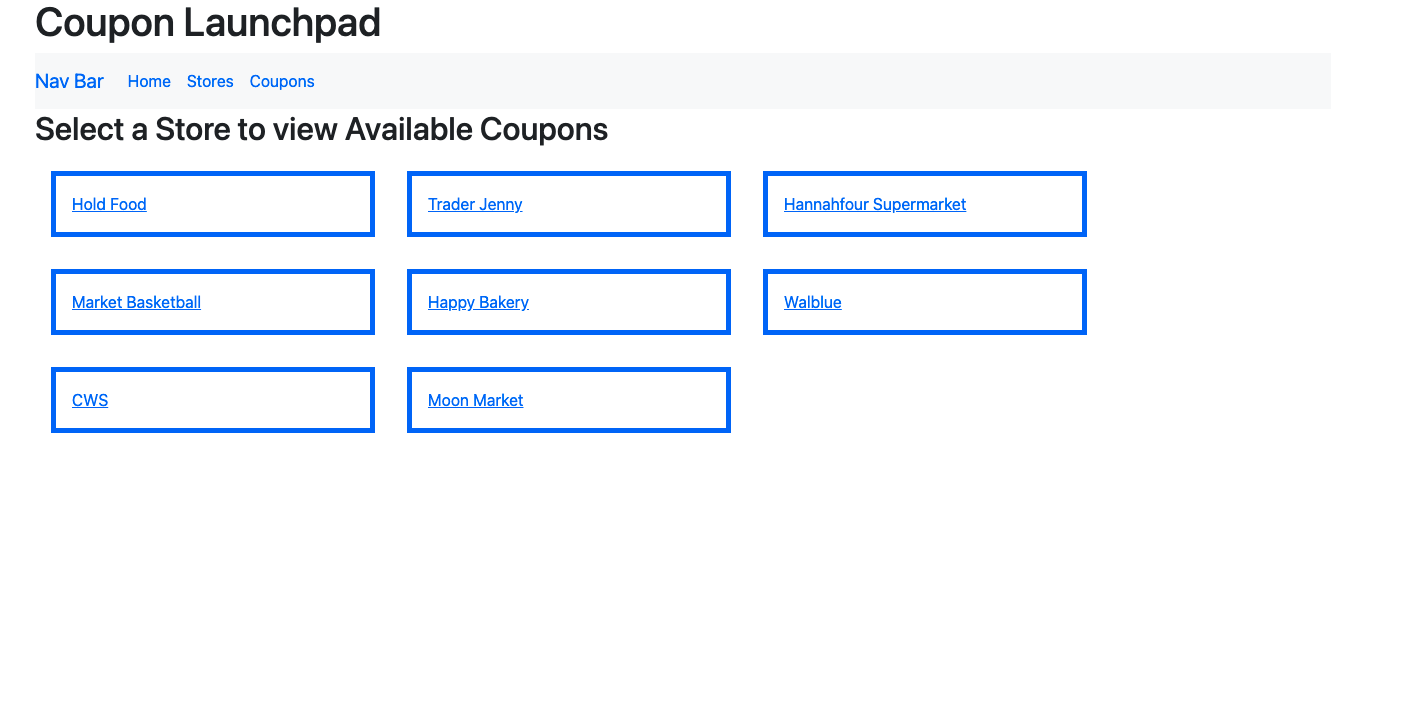 Coupon Launchpad
Nav Bar Home Stores Coupons
Select a Store to view Available Coupons
Hold Food Trader Jenny Hannahfour Supermarket
Market Basketball Happy Bakery Walblue
CWS Moon Market